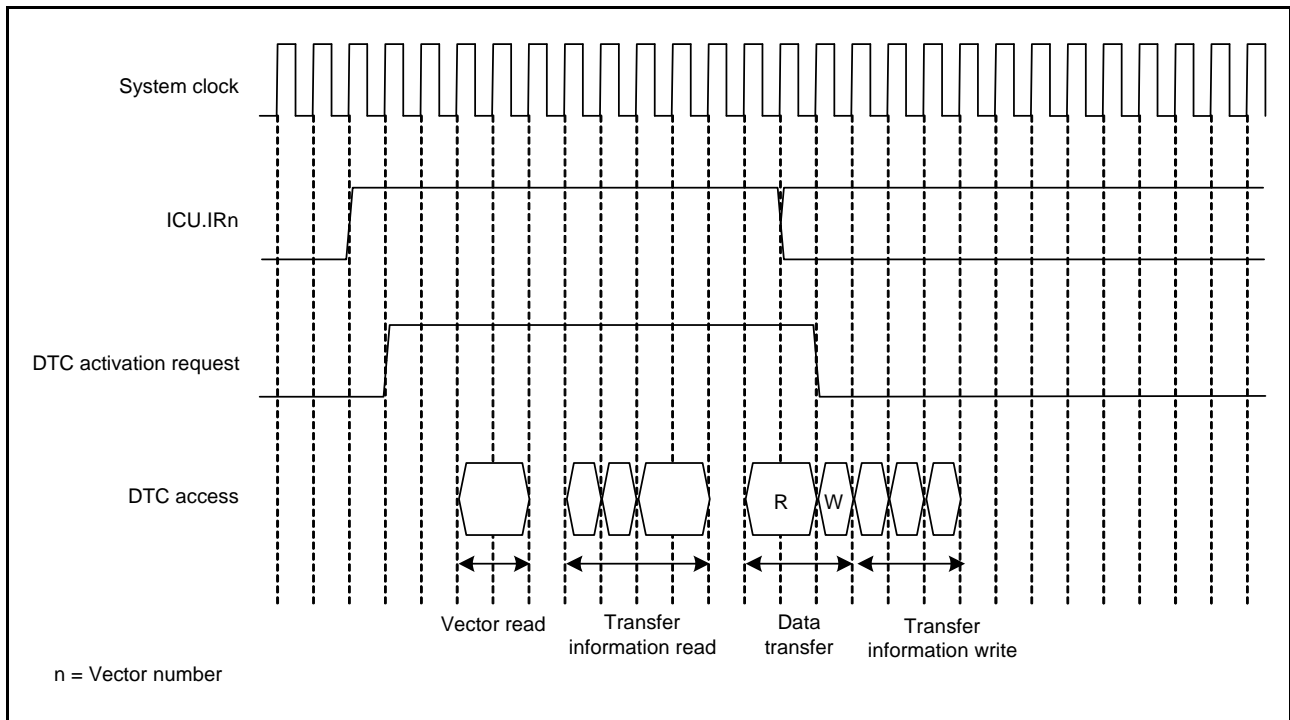 System clock
ICU.IRn
DTC activation request
DTC access
R
W
Vector read
Transfer
information read
Data
transfer
Transfer
information write
n = Vector number